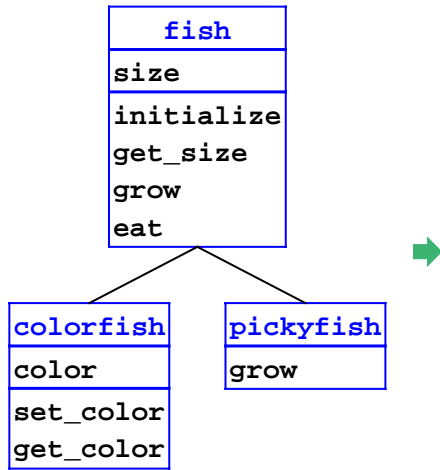 fish
size
initialize
get_size
grow
eat
colorfish
color
set_color
get_color
pickyfish
grow